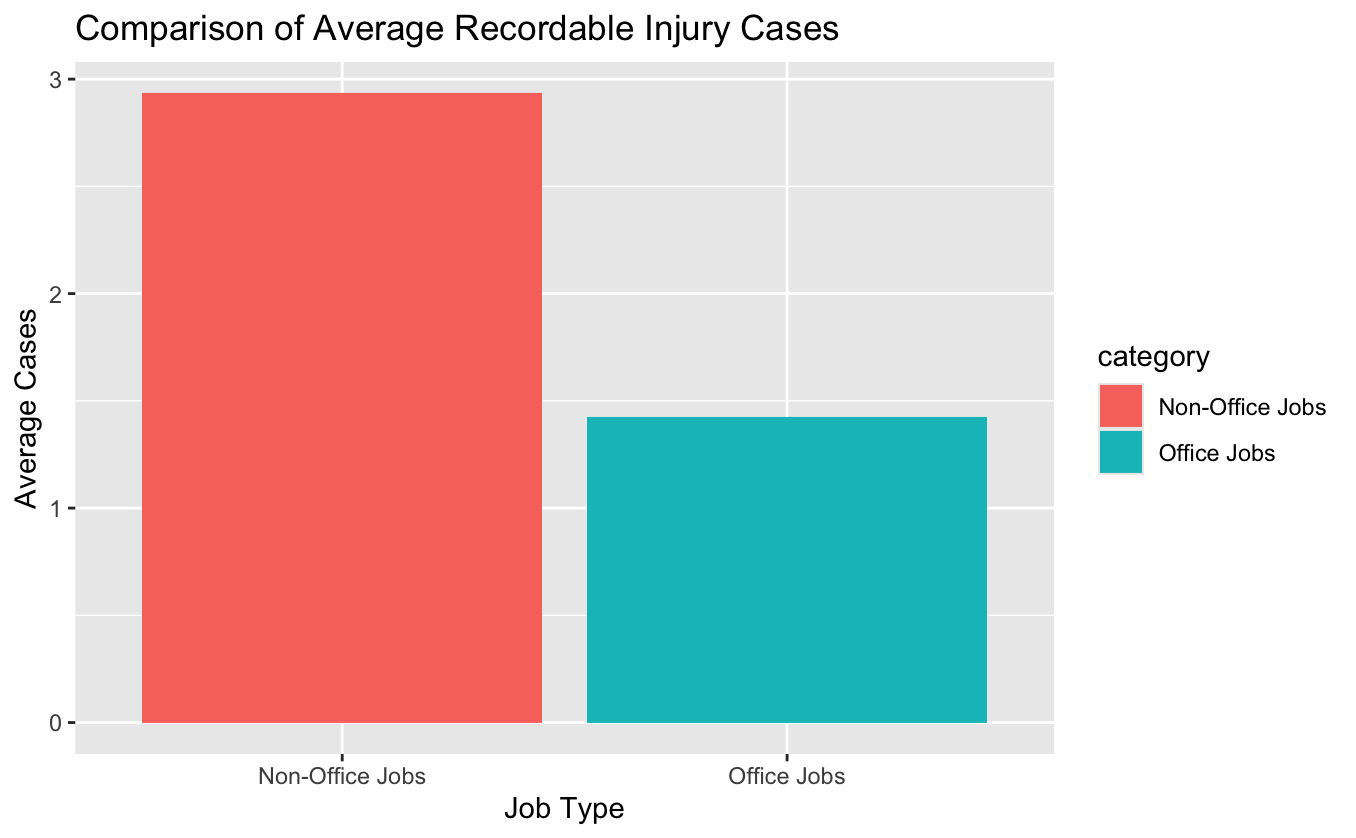 Comparison of Average Recordable Injury Cases
3
2
1
0
Average Cases
Non-Office Jobs
Office Jobs
Job Type
category
Non-Office Jobs
Office Jobs